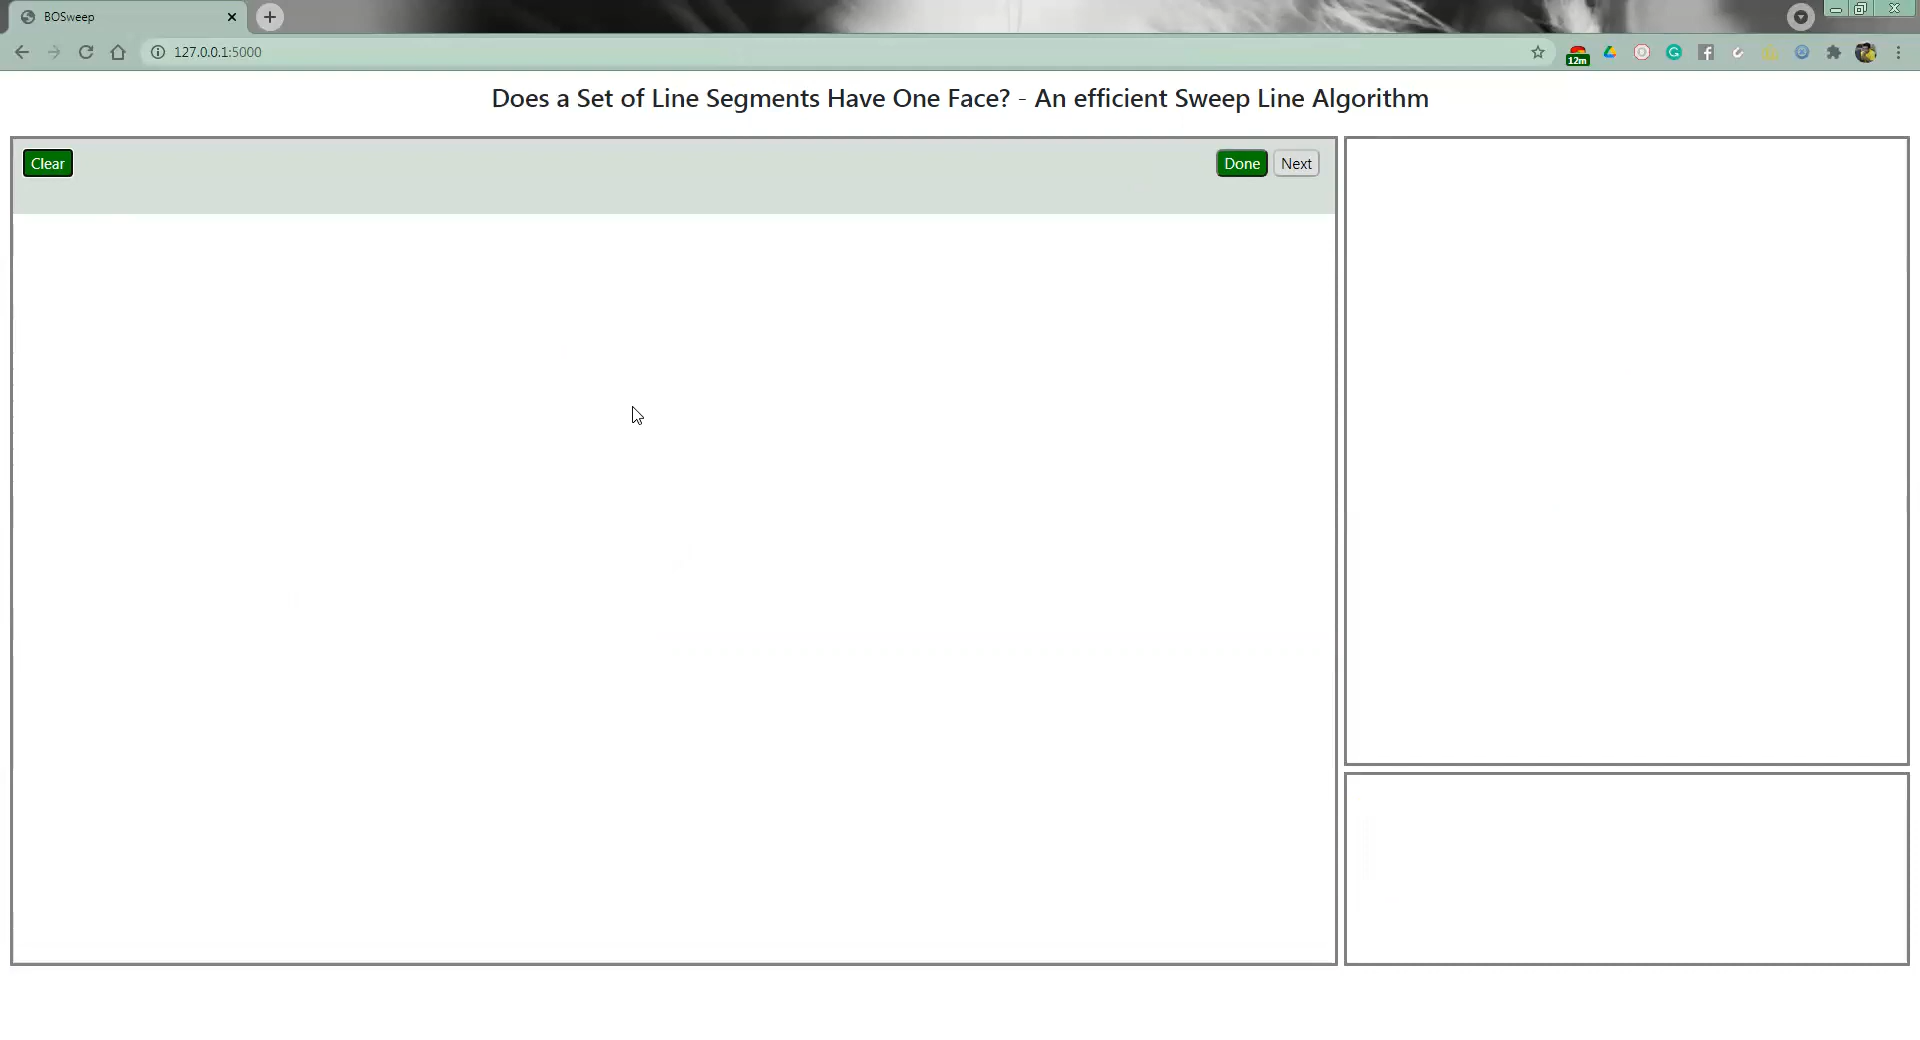 BOSweep
127.0.0.1:5000
12m
Does a Set of Line Segments Have One Face? - An efficient Sweep Line Algorithm
Clear
Done
Next